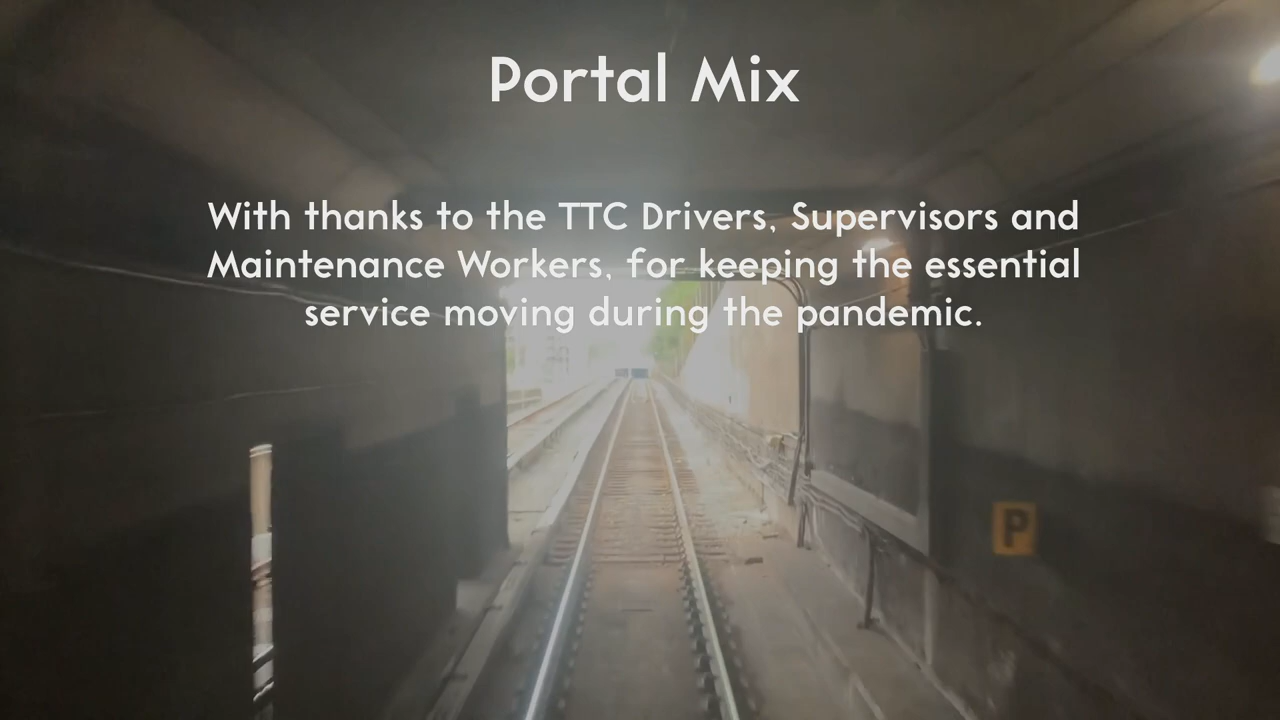 Portal Mix
With thanks to the TTC Drivers, Supervisors and
Maintenance Workers, for keeping the essential
service moving during the pandemic.
P